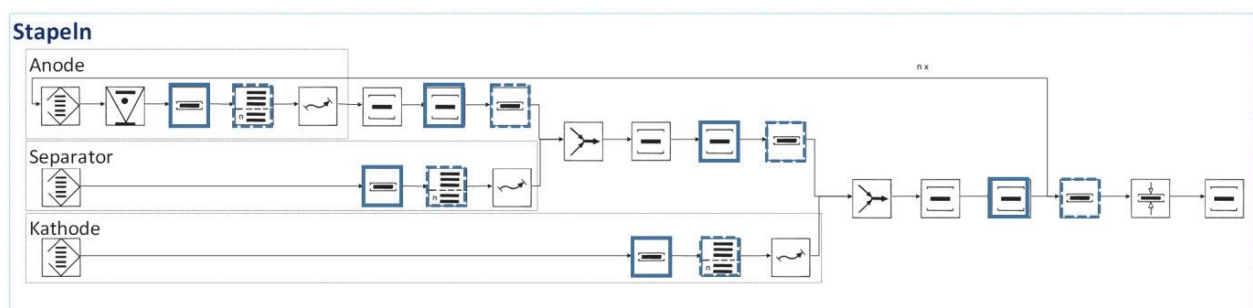 Stapeln
Anode
n x
n
Separator
n
Kathode
n